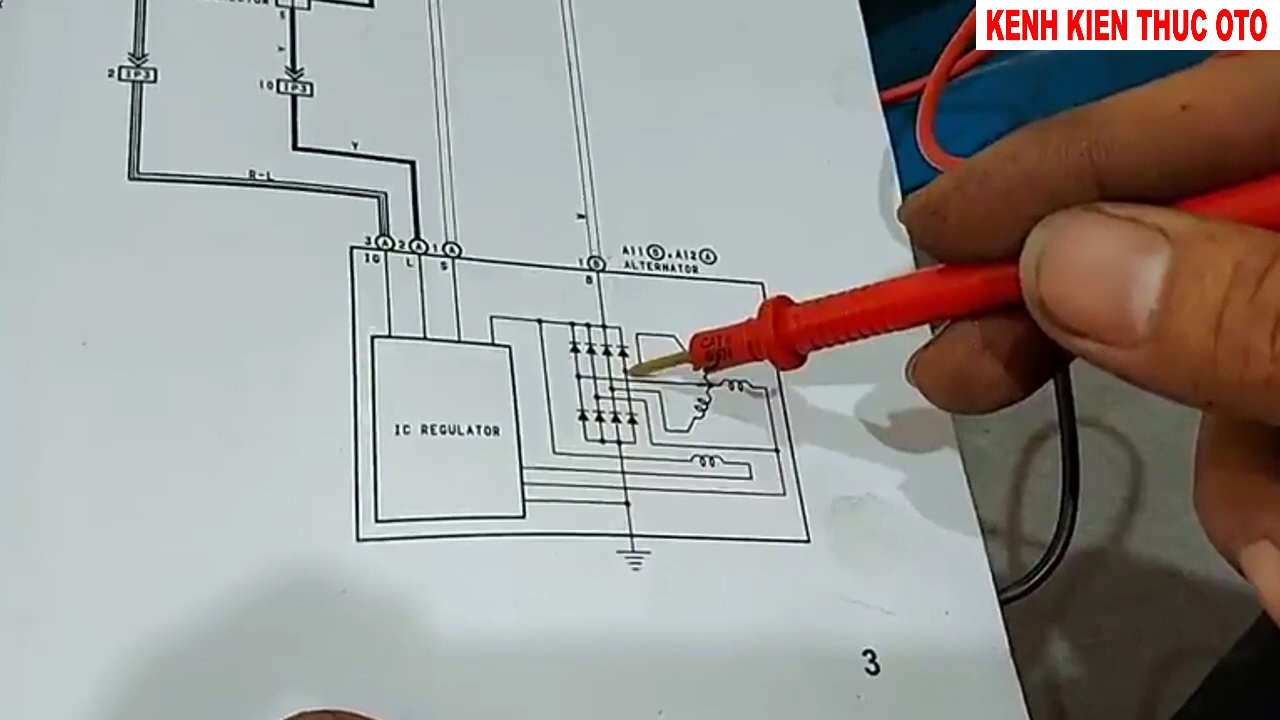 KENH KIEN THUC OTO
2 IP3
10 IP3
Y
Y
R-L
W
3 A 2 A 1 A
1 B
A11 B , A12 A
ALTERNATOR
IG L S
B
IC REGULATOR
3